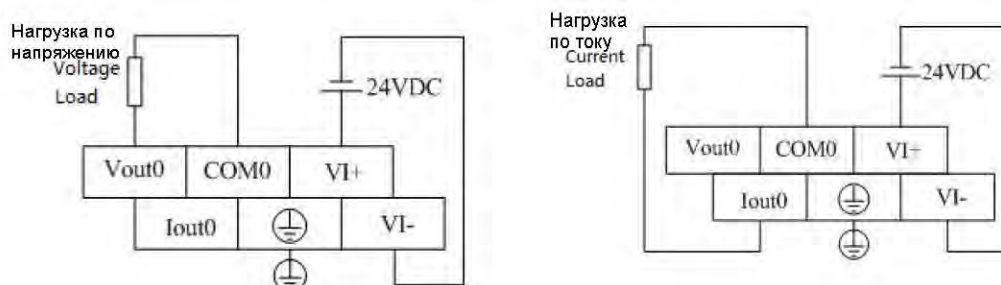 Нагрузка по
напряжению
Voltage
Load
24VDC
Vout0 COM0 VI+
Iout0 VI-
Нагрузка
по току
Current
Load
24VDC
Vout0 COM0 VI+
Iout0 VI-